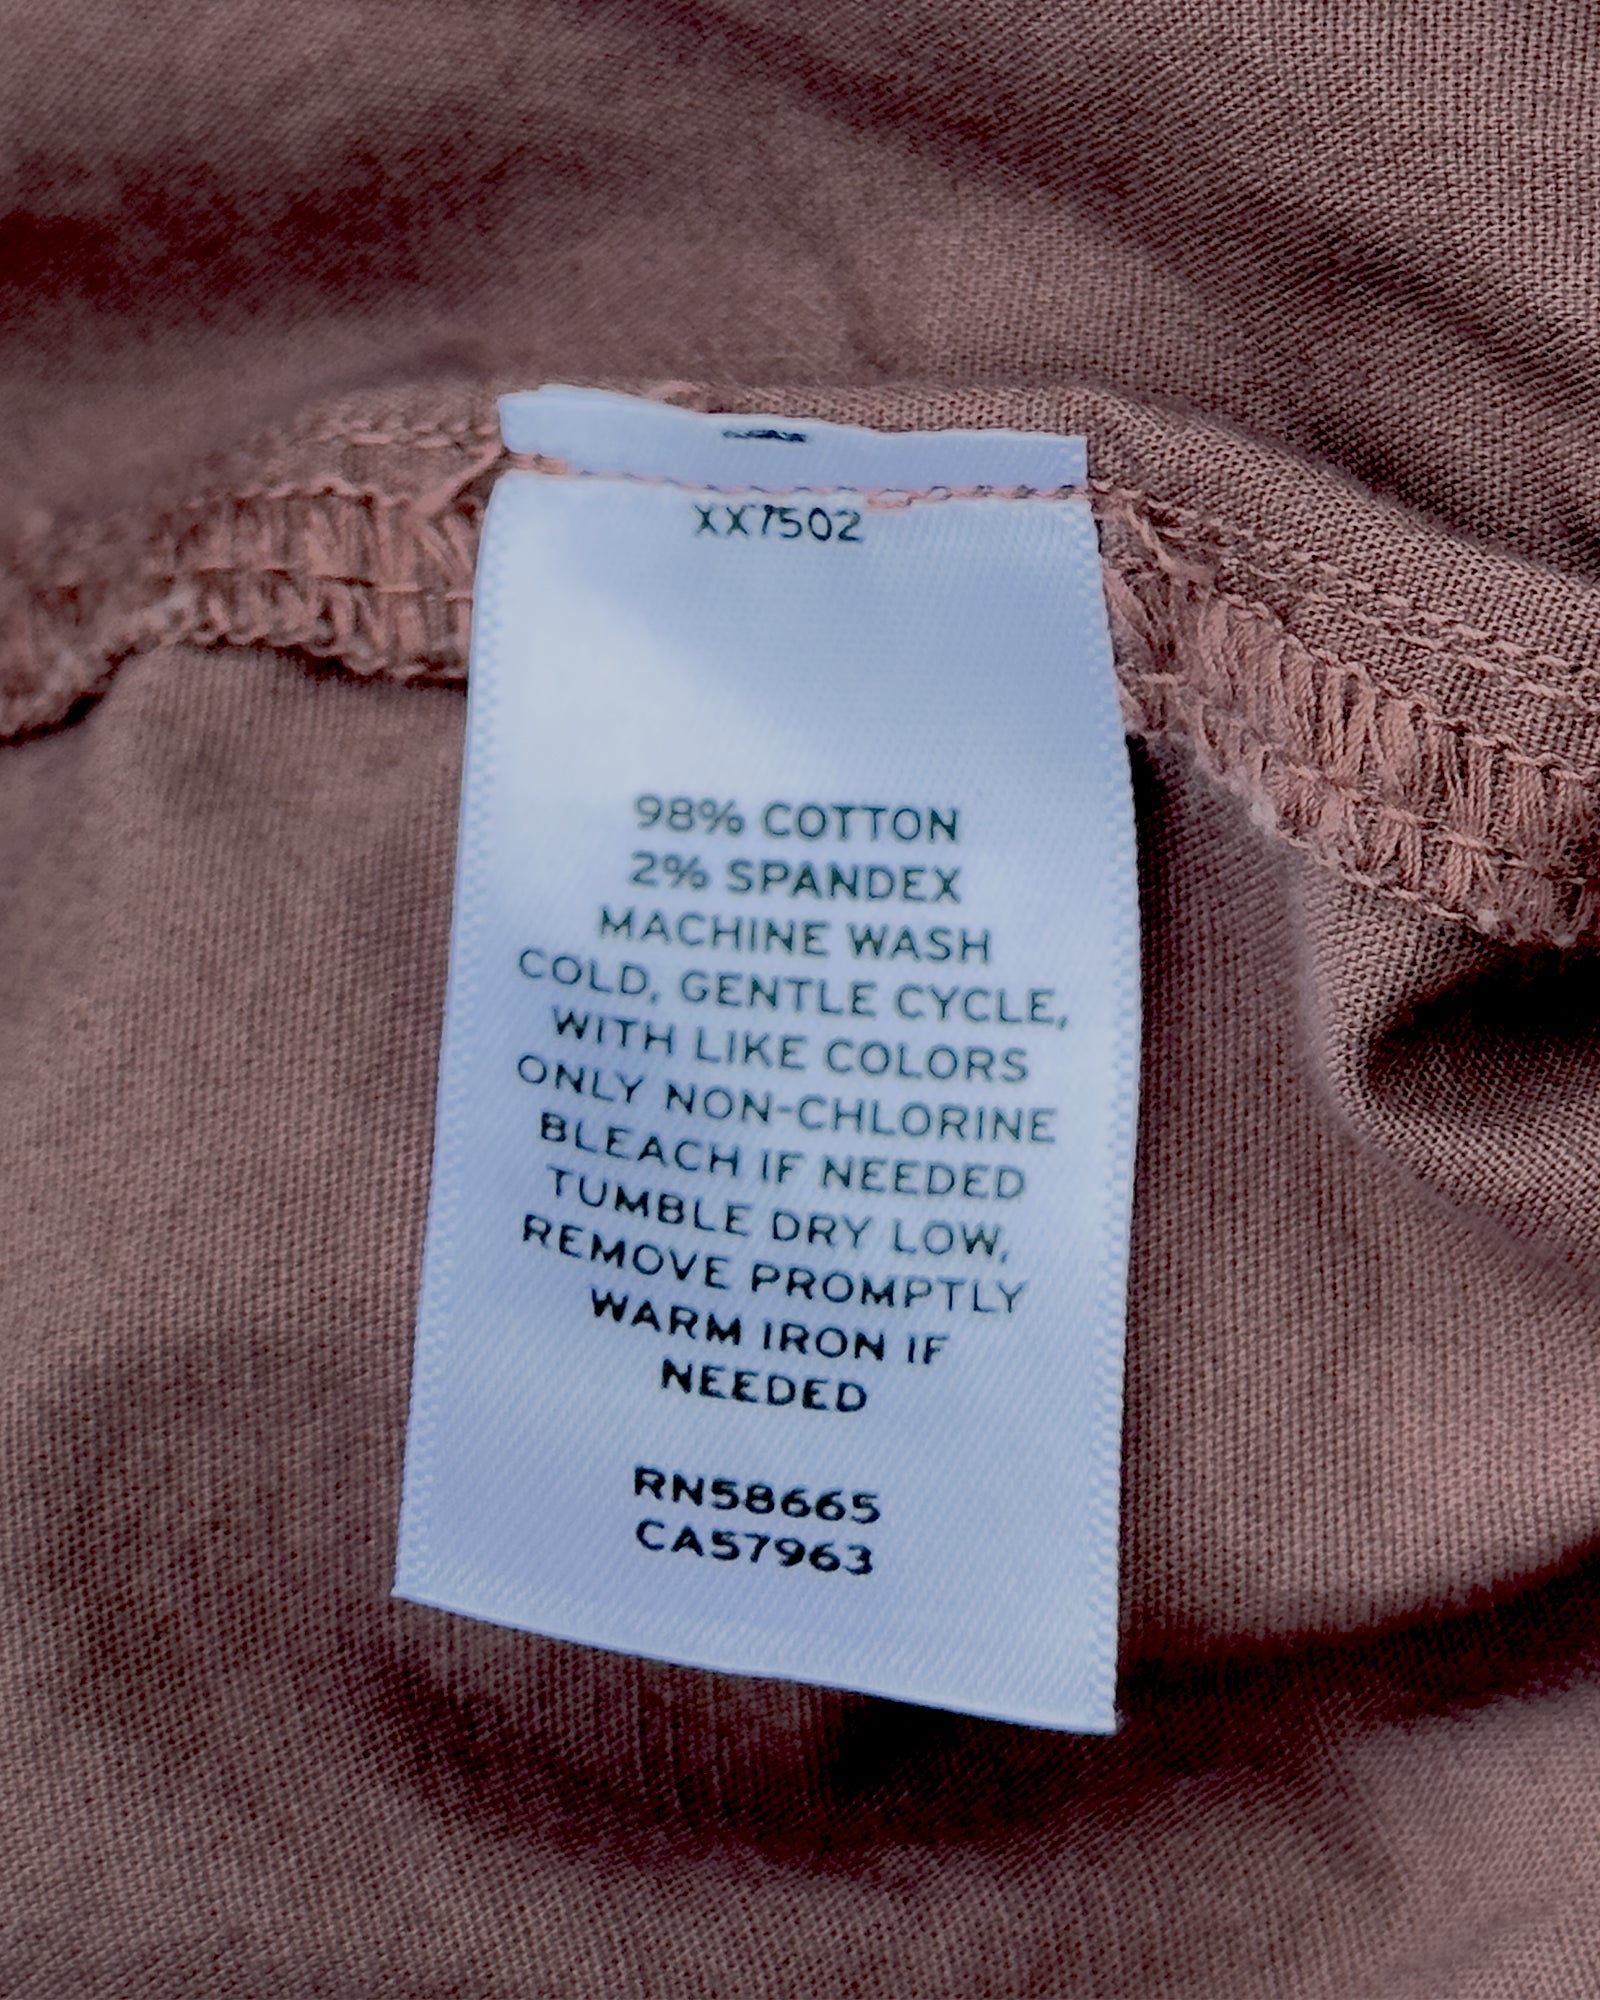 XX7502
98% COTTON
2% SPANDEX
MACHINE WASH
COLD, GENTLE CYCLE,
WITH LIKE COLORS
ONLY NON-CHLORINE
BLEACH IF NEEDED
TUMBLE DRY LOW,
REMOVE PROMPTLY
WARM IRON IF
NEEDED
RN58665
CA57963